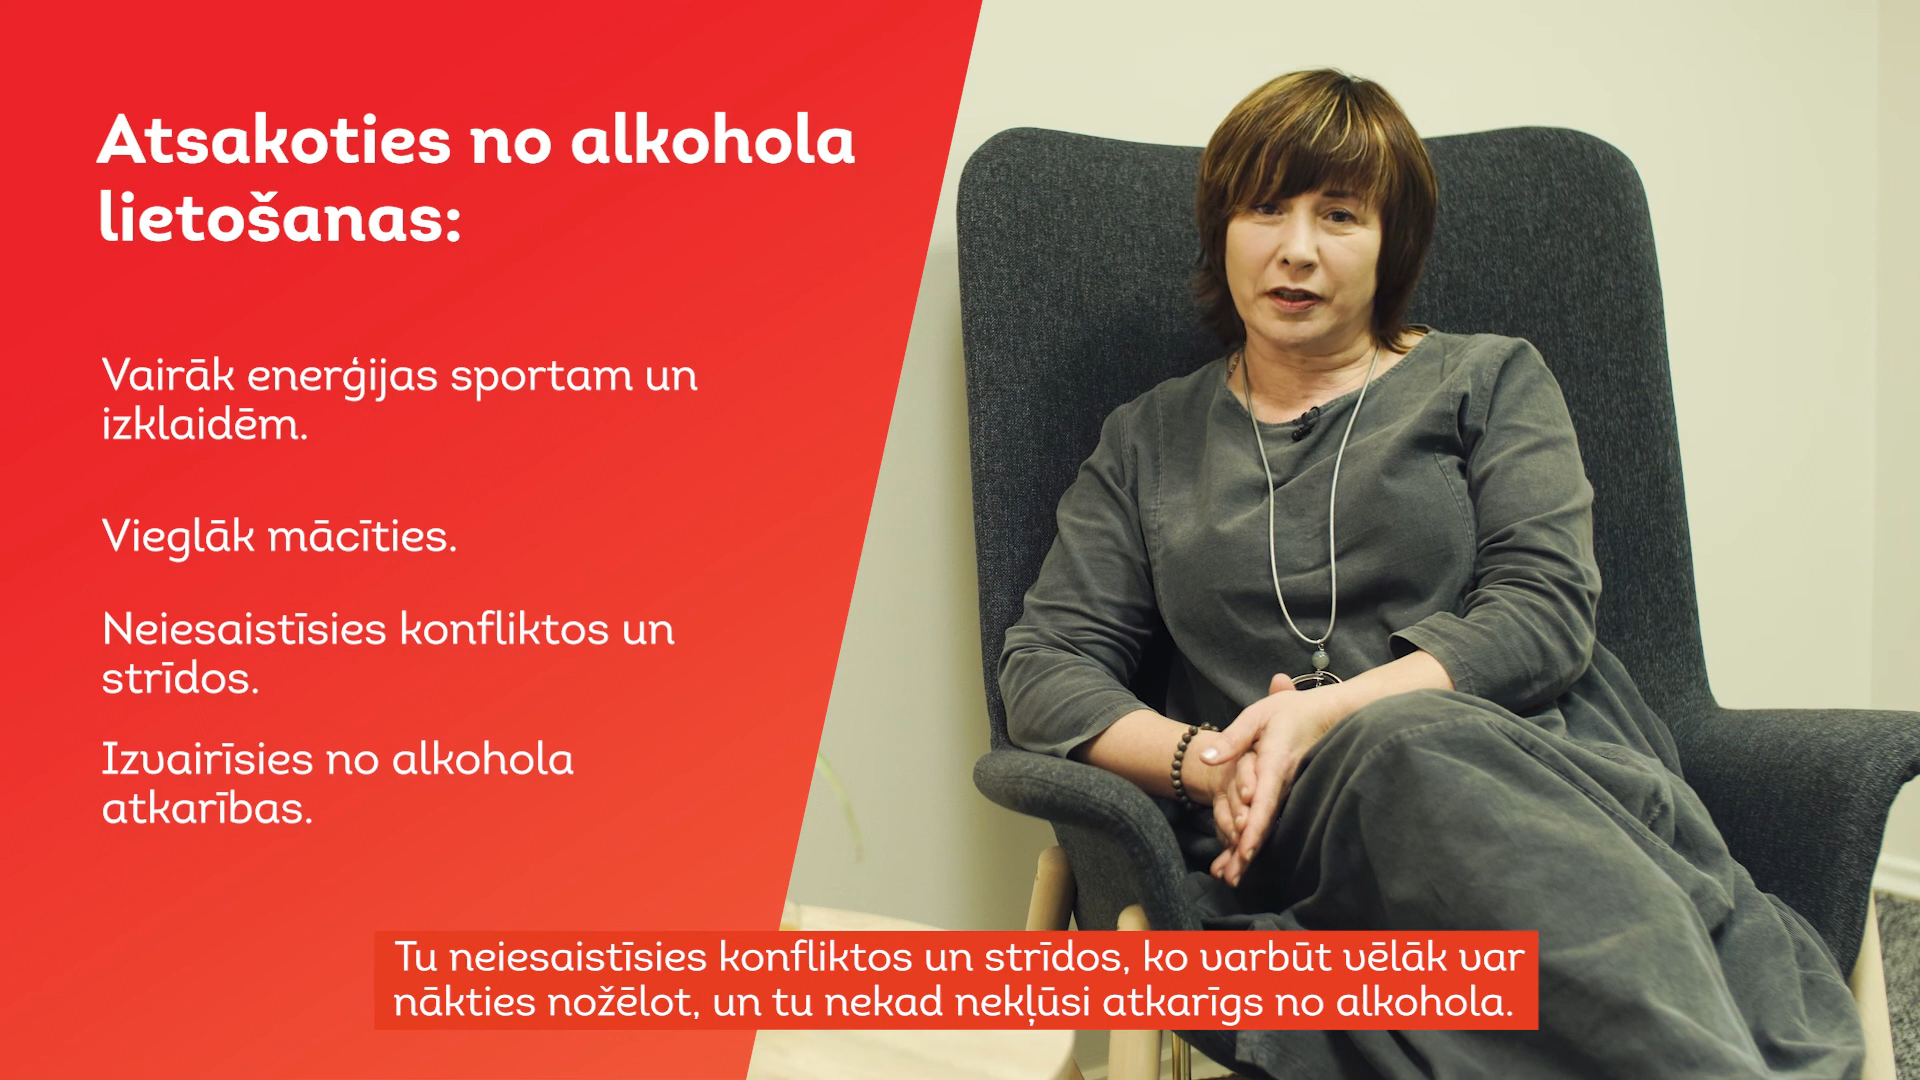 Atsakoties no alkohola
lietošanas:
Vairāk enerģijas sportam un
izklaidēm.
Vieglāk mācīties.
Neiesaistīsies konfliktos un
strīdos.
Izvairīsies no alkohola
atkarības.
Tu neiesaistīsies konfliktos un strīdos, ko varbūt vēlāk var
nākties nožēlot, un tu nekad nekļūsi atkarīgs no alkohola.